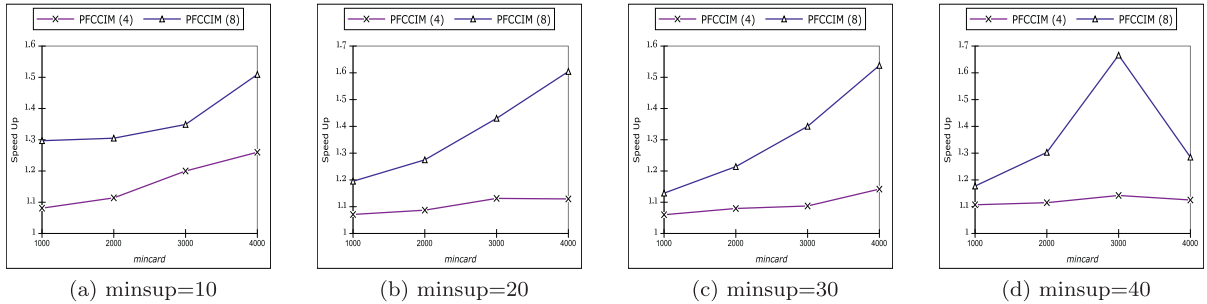 PFCCIM (4) PFCCIM (8)
1.6
1.5
1.4
1.3
1.2
1.1
1
Speed Up
1000 2000 3000 4000
mincard
(a) minsup=10
PFCCIM (4) PFCCIM (8)
1.7
1.6
1.5
1.4
1.3
1.2
1.1
1
Speed Up
1000 2000 3000 4000
mincard
(b) minsup=20
PFCCIM (4) PFCCIM (8)
1.6
1.5
1.4
1.3
1.2
1.1
1
Speed Up
1000 2000 3000 4000
mincard
(c) minsup=30
PFCCIM (4) PFCCIM (8)
1.7
1.6
1.5
1.4
1.3
1.2
1.1
1
Speed Up
1000 2000 3000 4000
mincard
(d) minsup=40